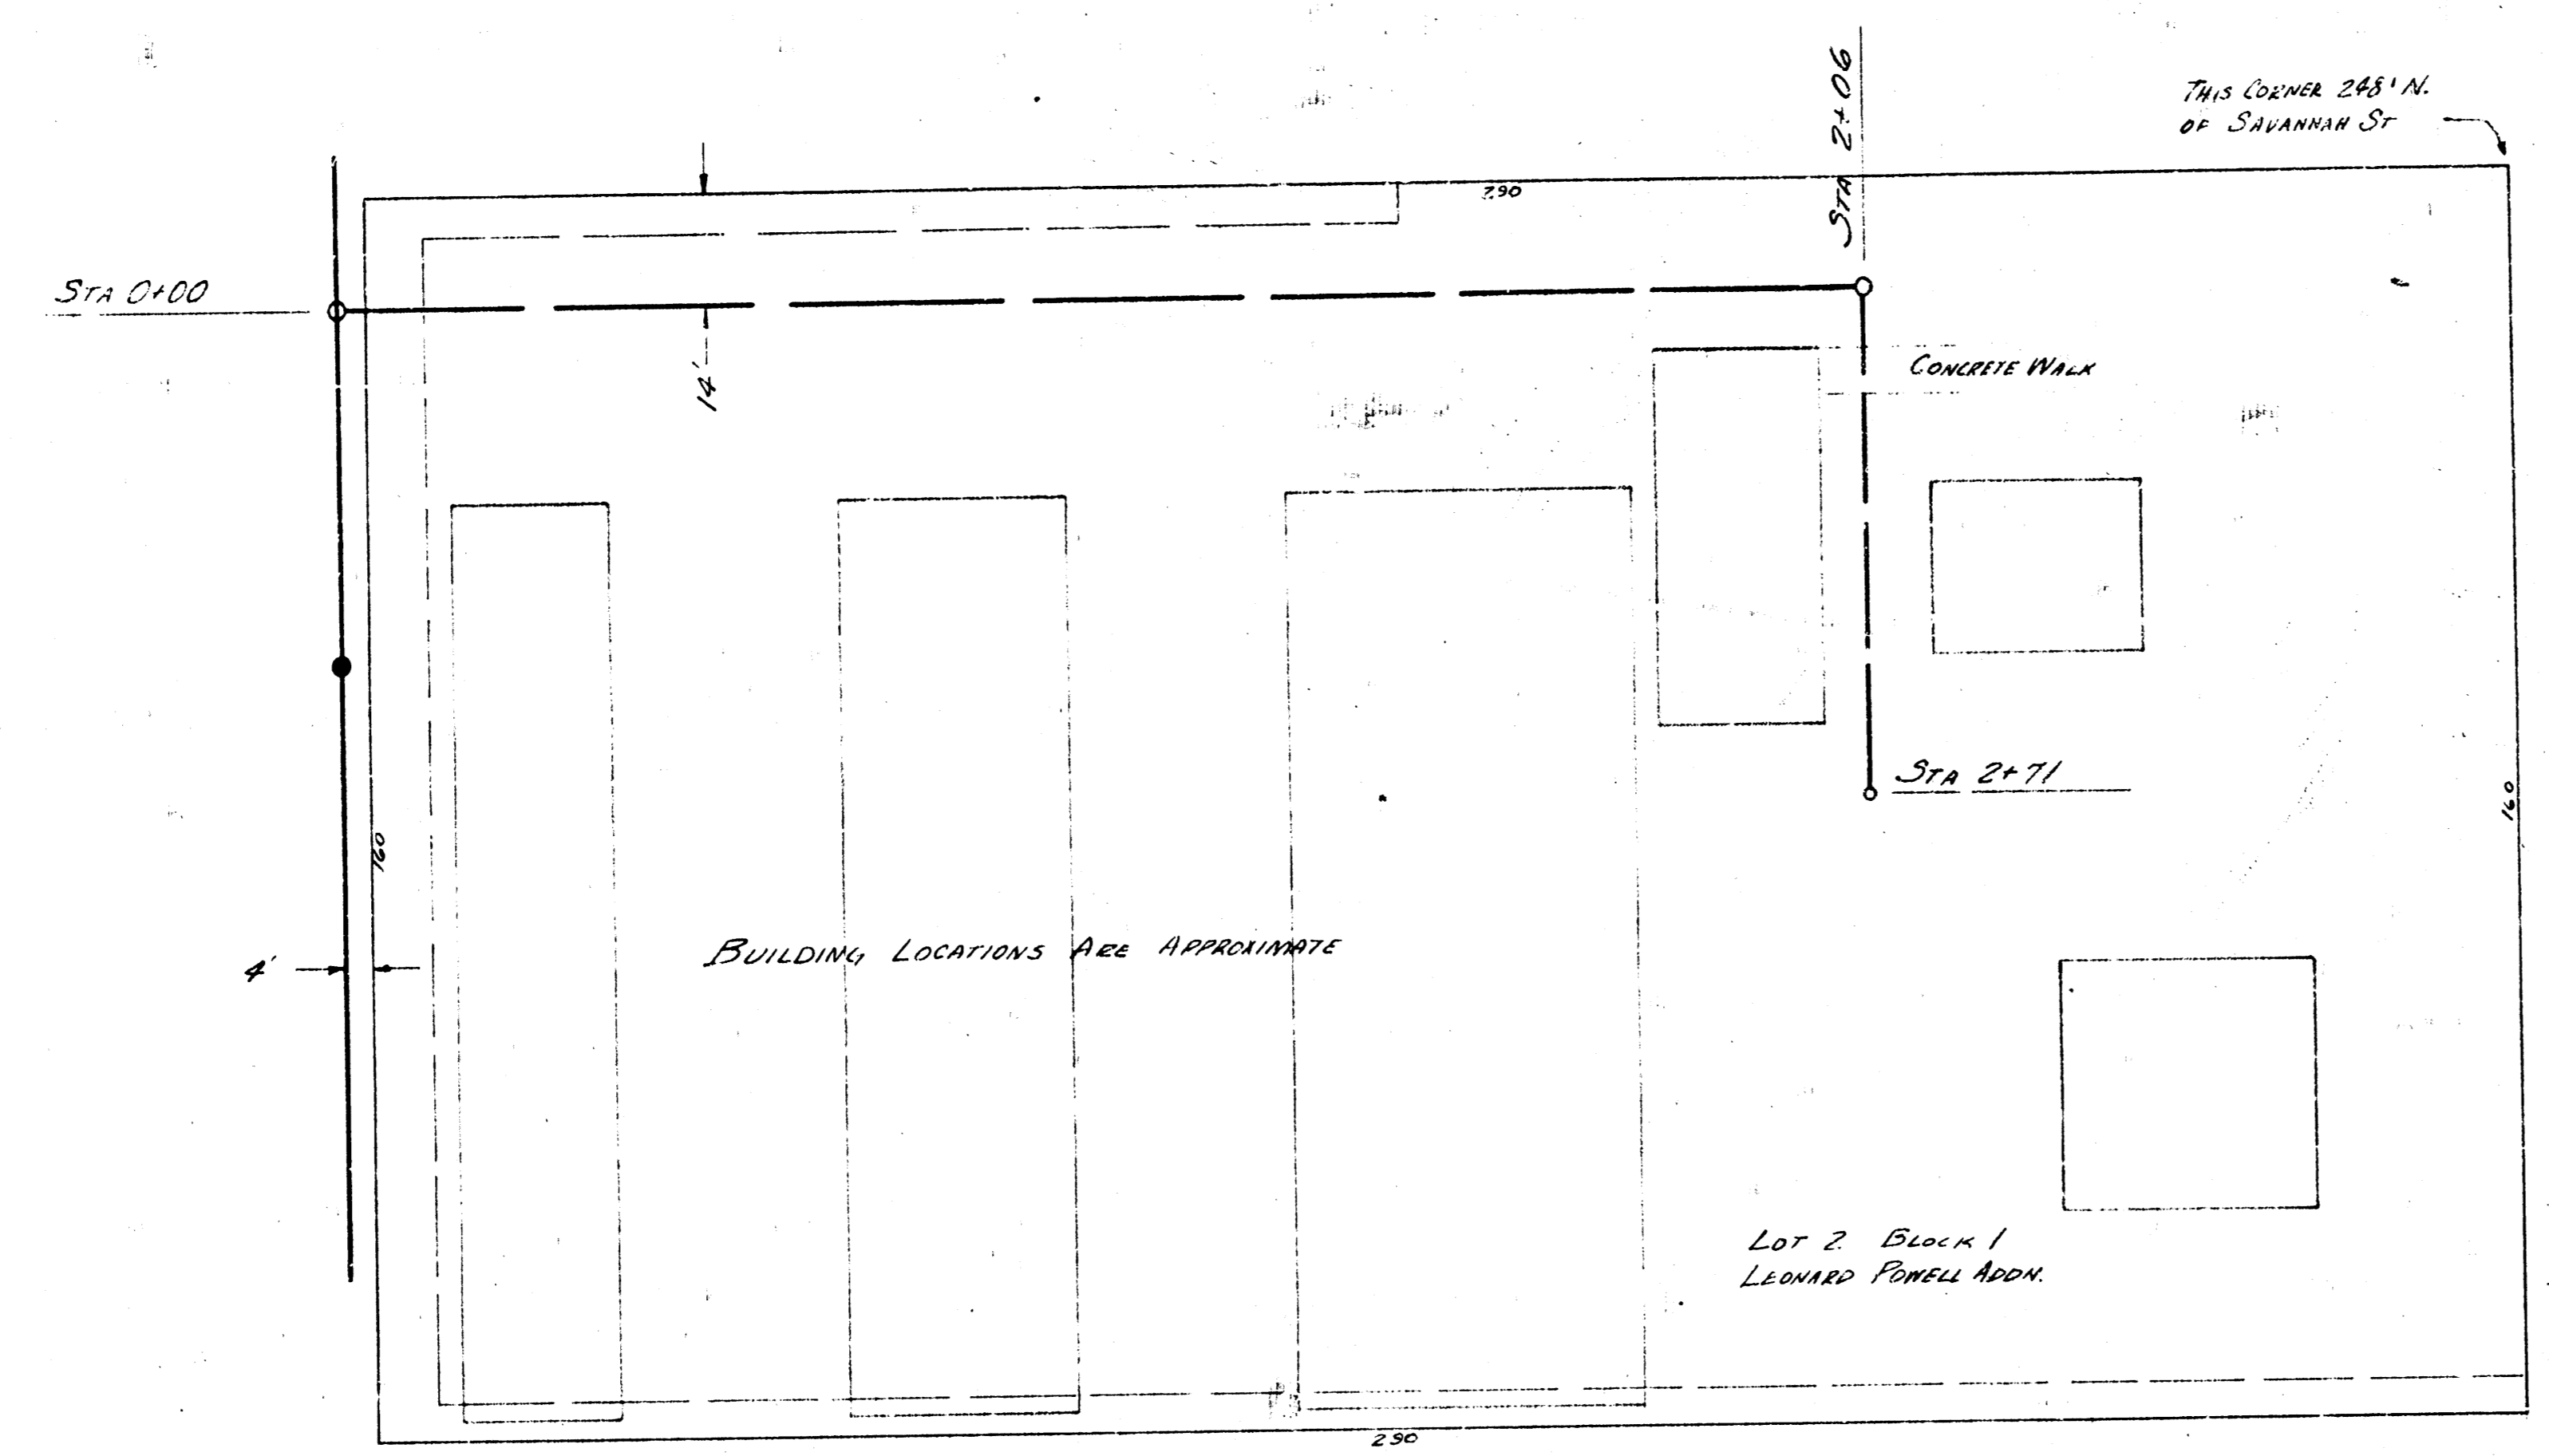 THIS CORNER 248' N.
OF SAVANNAH ST
STA 2+06
290
STA 0+00
14'
CONCRETE WALK
STA 2+71
160
160
BUILDING LOCATIONS ARE APPROXIMATE
4'
LOT 2 BLOCK 1
LEONARD POWELL ADDN.
290